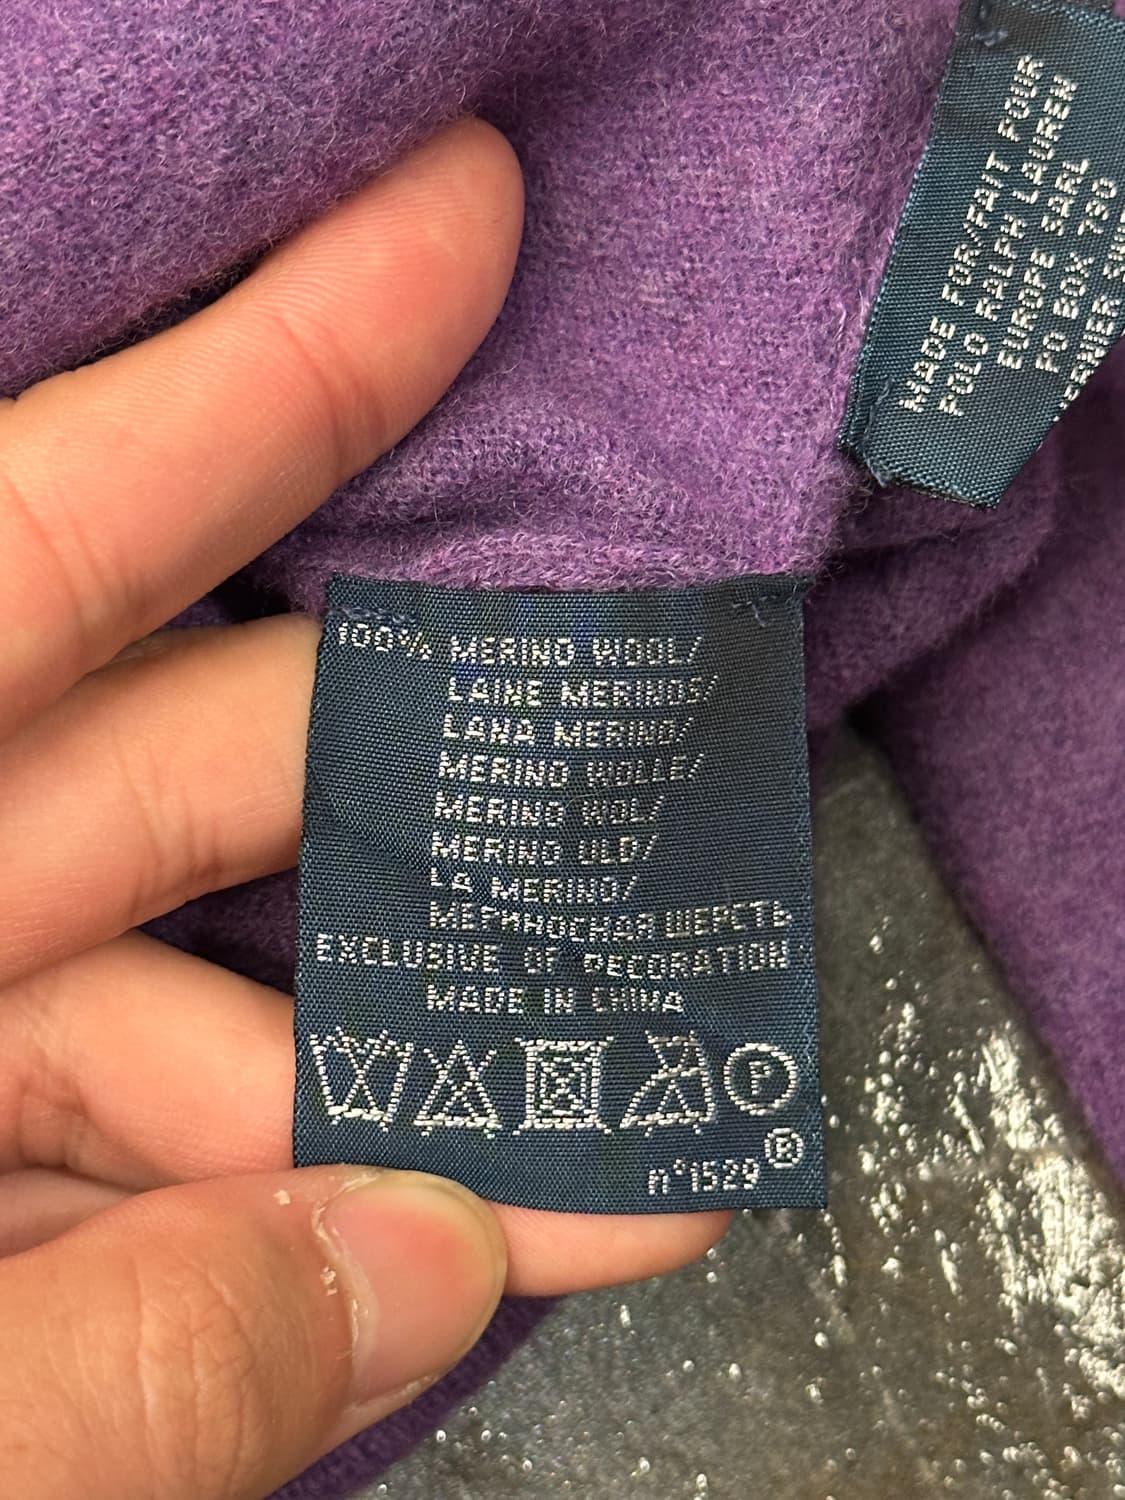 MADE FOR/FAIT POUR
POLO RALPH LAUREN
EUROPE SARL
PO BOX 790
100% MERINO WOOL/
LAINE MERINOS/
LANA MERINO/
MERINO WOLLE/
MERINO WOL/
MERINO ULD/
LA MERINO/
МЕРИНОСНАЯ ШЕРСТЬ
EXCLUSIVE OF DECORATION
MADE IN CHINA
P
®
n°1529